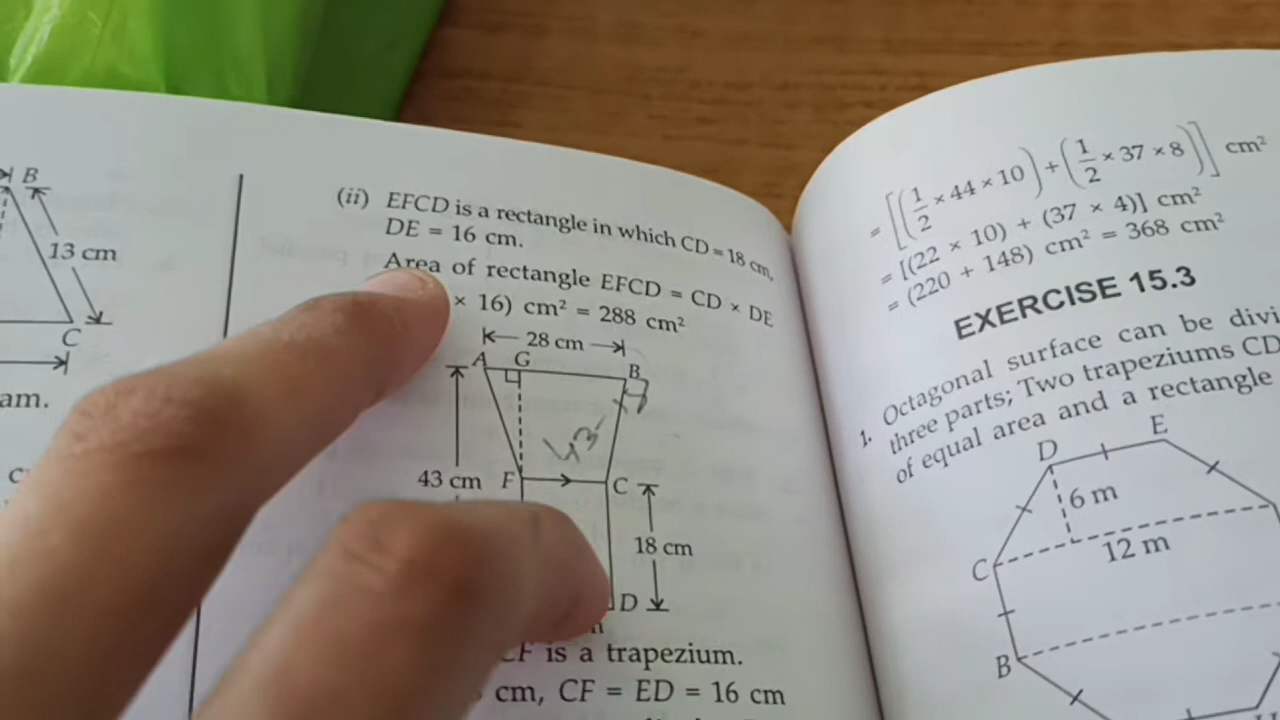 B
13 cm
C
am.
(ii) EFCD is a rectangle in which CD = 18 cm,
DE = 16 cm.
Area of rectangle EFCD = CD × DE
× 16) cm² = 288 cm²
28 cm
A G B
43-
43 cm F C
18 cm
D
CF is a trapezium.
cm, CF = ED = 16 cm
= [(1/2 × 44 × 10) + (1/2 × 37 × 8)] cm²
= [(22 × 10) + (37 × 4)] cm²
= (220 + 148) cm² = 368 cm²
EXERCISE 15.3
1. Octagonal surface can be divi
three parts; Two trapeziums CD
of equal area and a rectangle
D E
6 m
12 m
C
B